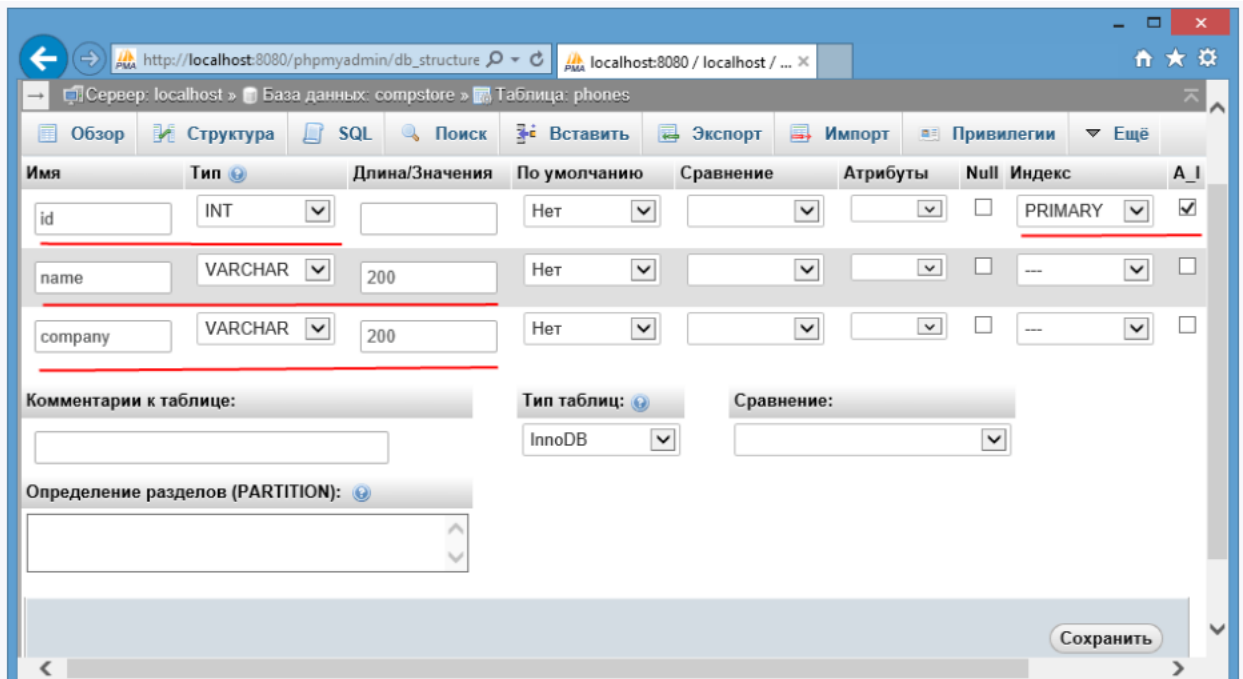 http://localhost:8080/phpmyadmin/db_structure
PMA localhost:8080 / localhost / ...
Сервер: localhost » База данных: compstore » Таблица: phones
Обзор Структура SQL Поиск Вставить Экспорт Импорт Привилегии Ещё
Имя Тип Длина/Значения По умолчанию Сравнение Атрибуты Null Индекс A_I
id INT Нет PRIMARY
name VARCHAR 200 Нет ---
company VARCHAR 200 Нет ---
Комментарии к таблице: Тип таблиц: Сравнение:
InnoDB
Определение разделов (PARTITION):
Сохранить